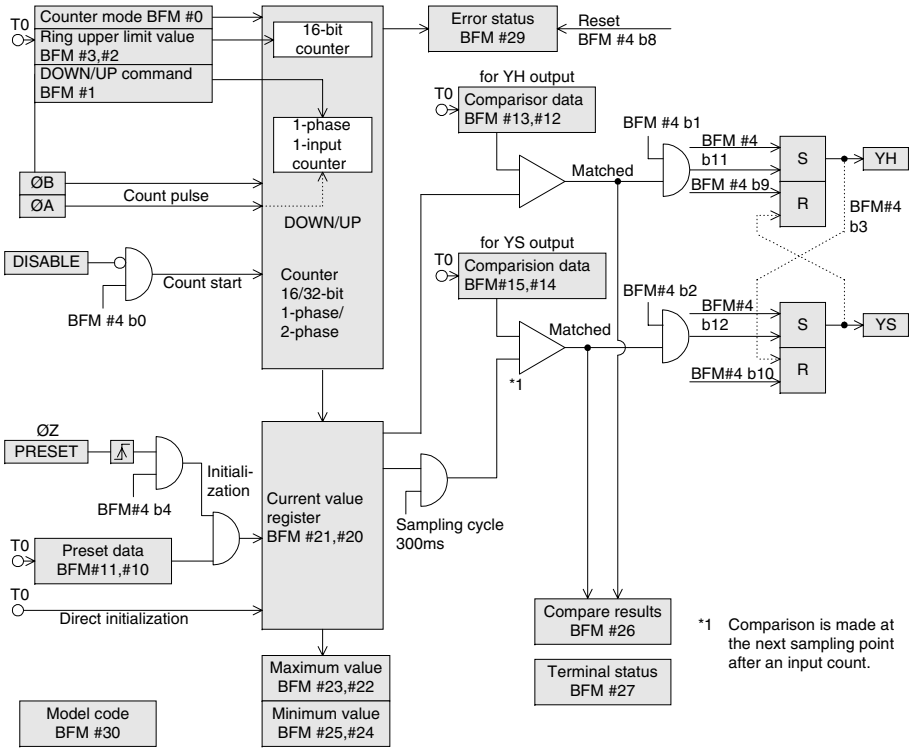 T0
Counter mode BFM #0
Ring upper limit value
BFM #3,#2
DOWN/UP command
BFM #1
16-bit
counter
1-phase
1-input
counter
ØB
ØA
Count pulse
DOWN/UP
DISABLE
BFM #4 b0
Count start
Counter
16/32-bit
1-phase/
2-phase
Error status
BFM #29
Reset
BFM #4 b8
for YH output
T0
Comparisor data
BFM #13,#12
Matched
BFM #4 b1
BFM #4
b11
BFM #4 b9
S
R
YH
BFM#4
b3
for YS output
T0
Comparision data
BFM#15,#14
Matched
*1
BFM#4 b2
BFM#4
b12
BFM#4 b10
S
R
YS
ØZ
PRESET
BFM#4 b4
Initiali-
zation
T0
Preset data
BFM#11,#10
T0
Direct initialization
Current value
register
BFM #21,#20
Sampling cycle
300ms
Maximum value
BFM #23,#22
Minimum value
BFM #25,#24
Model code
BFM #30
Compare results
BFM #26
Terminal status
BFM #27
*1 Comparison is made at
the next sampling point
after an input count.